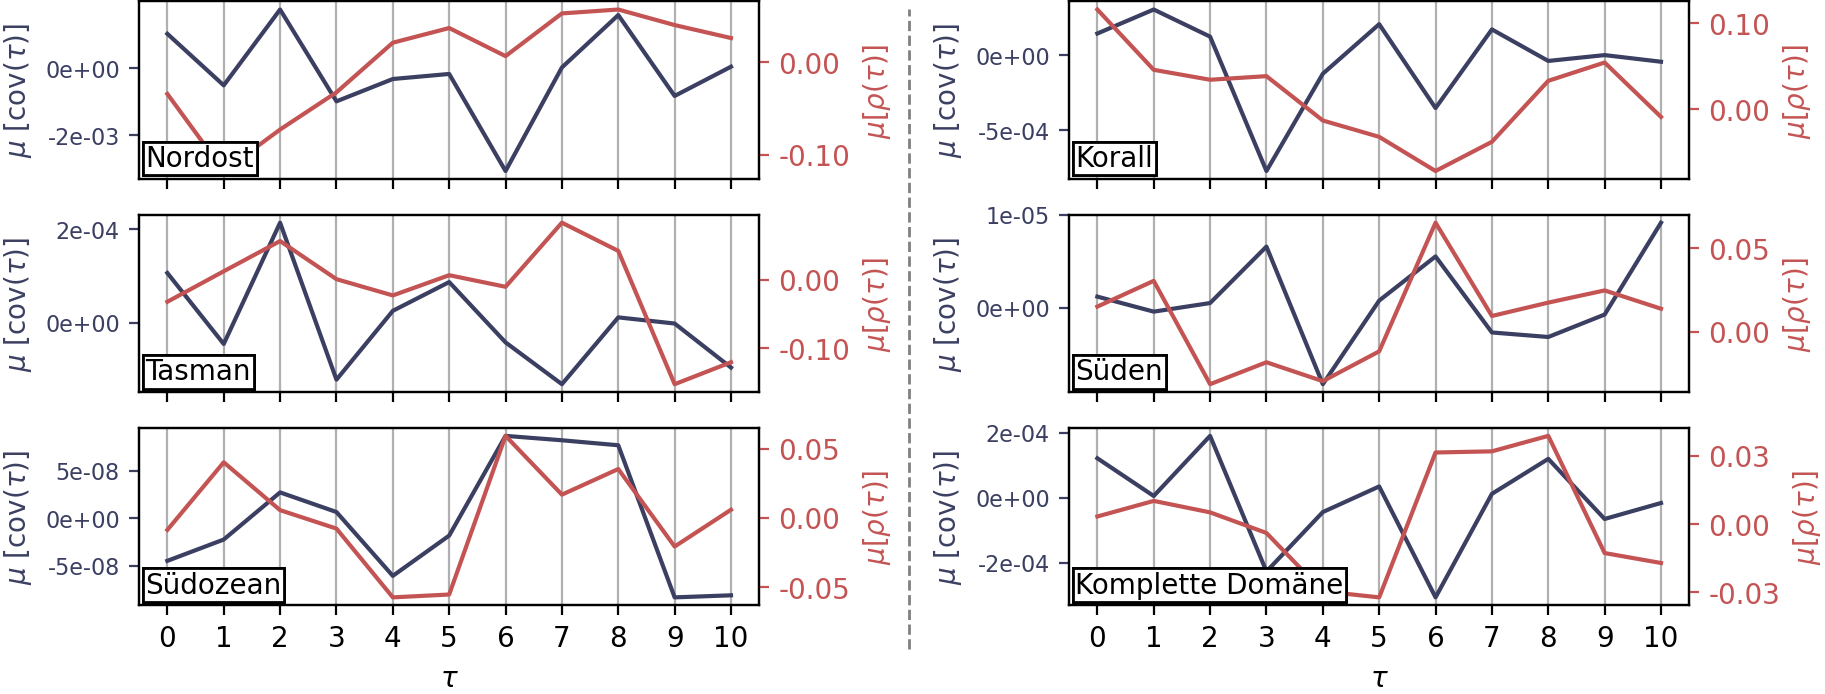 μ [cov(τ)]
0e+00
-2e-03
Nordost
0.00
-0.10
μ[ρ(τ)]
μ [cov(τ)]
0e+00
-5e-04
Korall
0.10
0.00
μ[ρ(τ)]
μ [cov(τ)]
2e-04
0e+00
Tasman
0.00
-0.10
μ[ρ(τ)]
μ [cov(τ)]
1e-05
0e+00
Süden
0.05
0.00
μ[ρ(τ)]
μ [cov(τ)]
5e-08
0e+00
-5e-08
Südozean
0.05
0.00
-0.05
μ[ρ(τ)]
0 1 2 3 4 5 6 7 8 9 10
τ
μ [cov(τ)]
2e-04
0e+00
-2e-04
Komplette Domäne
0.03
0.00
-0.03
μ[ρ(τ)]
0 1 2 3 4 5 6 7 8 9 10
τ